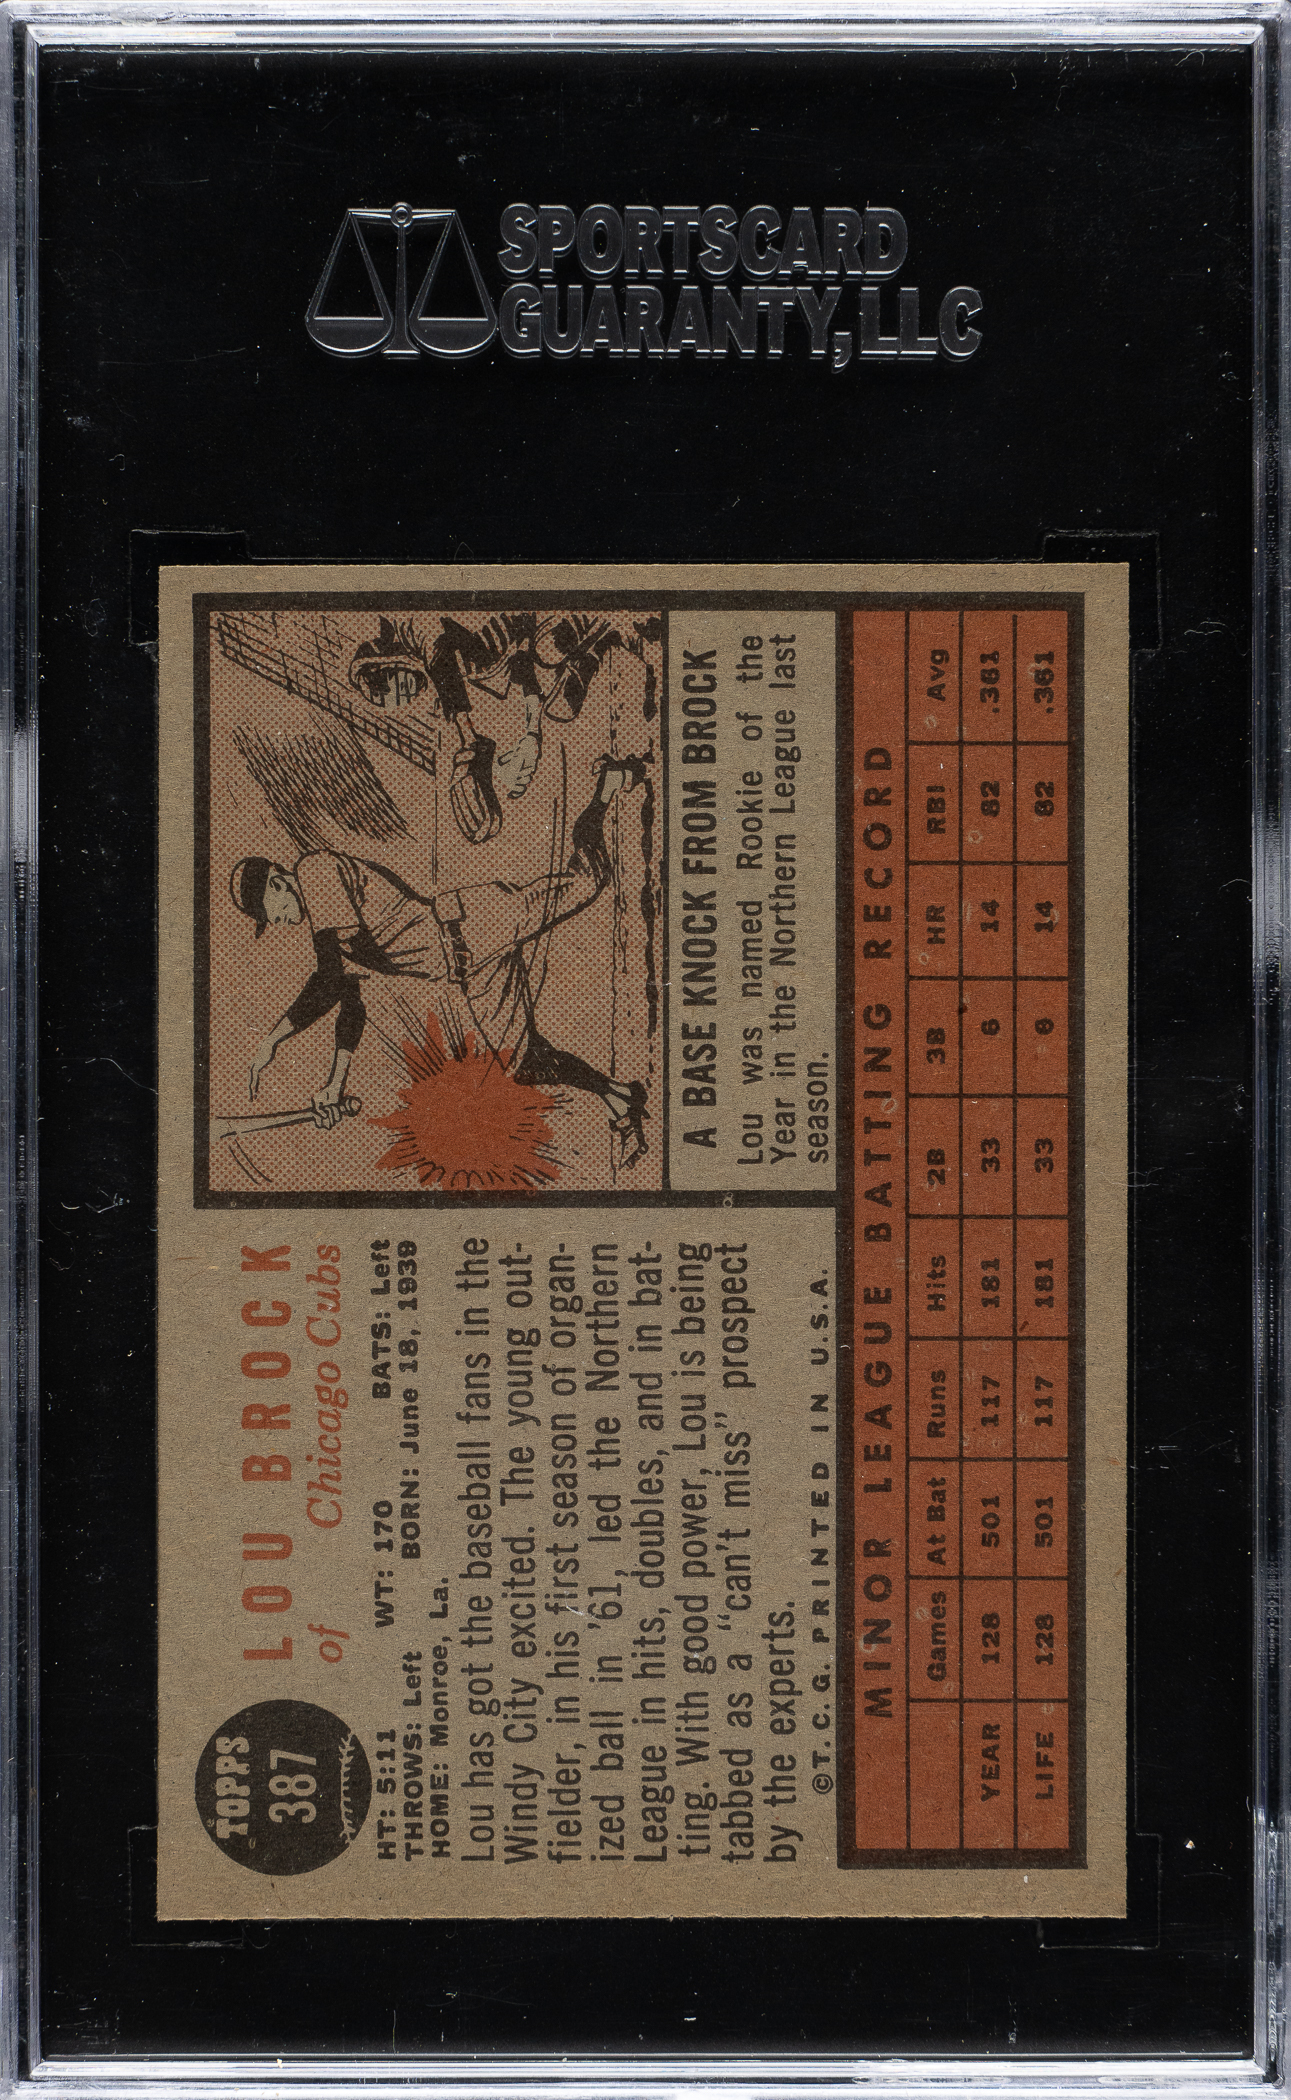 SPORTSCARD
GUARANTY, LLC
TOPPS
387
LOU BROCK
of Chicago Cubs
HT: 5:11 WT: 170 BATS: Left
THROWS: Left BORN: June 18, 1939
HOME: Monroe, La.
Lou has got the baseball fans in the
Windy City excited. The young out-
fielder, in his first season of organ-
ized ball in '61, led the Northern
League in hits, doubles, and in bat-
ting. With good power, Lou is being
tabbed as a "can't miss" prospect
by the experts.
©T. C. G. PRINTED IN U.S.A.
A BASE KNOCK FROM BROCK
Lou was named Rookie of the
Year in the Northern League last
season.
MINOR LEAGUE BATTING RECORD
Games At Bat Runs Hits 2B 3B HR RBI Avg
YEAR 128 501 117 181 33 6 14 82 .361
LIFE 128 501 117 181 33 6 14 82 .361